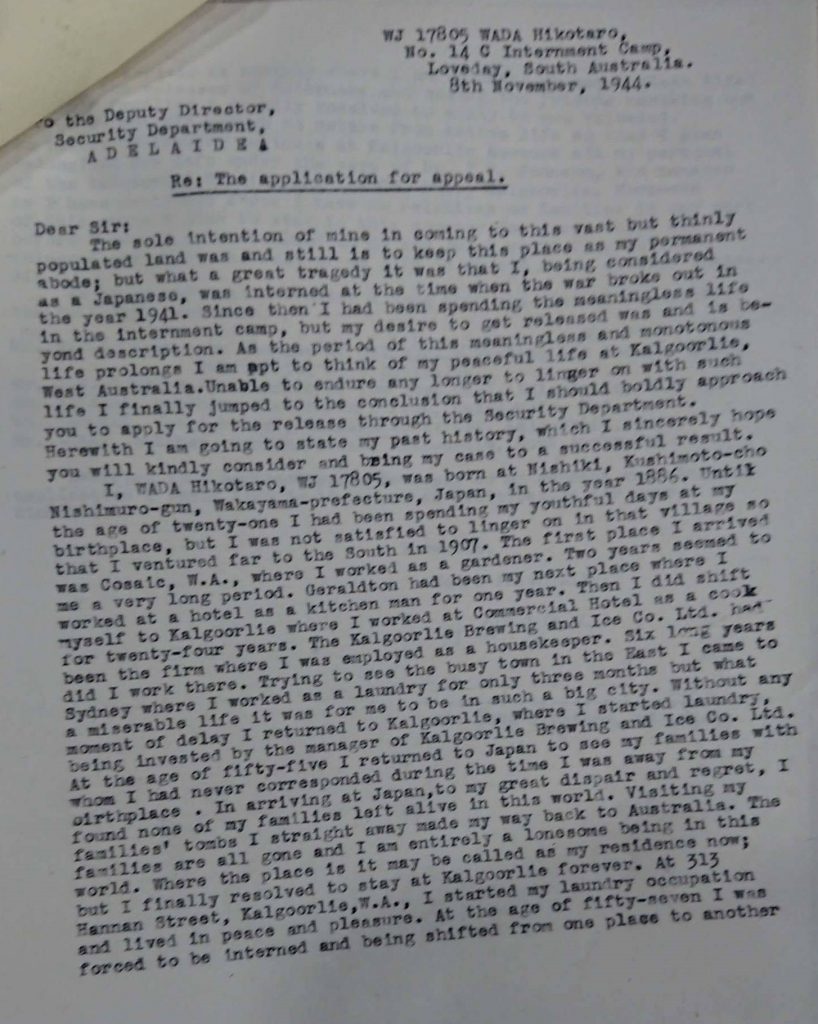 WJ 17805 WADA Hikotaro,
No. 14 C Internment Camp,
Loveday, South Australia.
8th November, 1944.
o the Deputy Director,
Security Department,
ADELAIDE
Re: The application for appeal.
Dear Sir:
The sole intention of mine in coming to this vast but thinly
populated land was and still is to keep this place as my permanent
abode; but what a great tragedy it was that I, being considered
as a Japanese, was interned at the time when the war broke out in
the year 1941. Since then I had been spending the meaningless life
in the internment camp, but my desire to get released was and is be-
yond description. As the period of this meaningless and monotonous
life prolongs I am apt to think of my peaceful life at Kalgoorlie,
West Australia.Unable to endure any longer to linger on with such
life I finally jumped to the conclusion that I should boldly approach
you to apply for the release through the Security Department.
Herewith I am going to state my past history, which I sincerely hope
you will kindly consider and being my case to a successful result.
I, WADA Hikotaro, WJ 17805, was born at Nishiki, Kushimoto-cho
Nishimuro-gun, Wakayama-prefecture, Japan, in the year 1886. Until
the age of twenty-one I had been spending my youthful days at my
birthplace, but I was not satisfied to linger on in that village so
that I ventured far to the South in 1907. The first place I arrived
was Cosaic, W.A., where I worked as a gardener. Two years seemed to
me a very long period. Geraldton had been my next place where I
worked at a hotel as a kitchen man for one year. Then I did shift
myself to Kalgoorlie where I worked at Commercial Hotel as a cook
for twenty-four years. The Kalgoorlie Brewing and Ice Co. Ltd. had
been the firm where I was employed as a housekeeper. Six long years
did I work there. Trying to see the busy town in the East I came to
Sydney where I worked as a laundry for only three months but what
a miserable life it was for me to be in such a big city. Without any
moment of delay I returned to Kalgoorlie, where I started laundry,
being invested by the manager of Kalgoorlie Brewing and Ice Co. Ltd.
At the age of fifty-five I returned to Japan to see my families with
whom I had never corresponded during the time I was away from my
birthplace . In arriving at Japan,to my great dispair and regret, I
found none of my families left alive in this world. Visiting my
families' tombs I straight away made my way back to Australia. The
families are all gone and I am entirely a lonesome being in this
world. Where the place is it may be called as my residence now;
but I finally resolved to stay at Kalgoorlie forever. At 313
Hannan Street, Kalgoorlie,W.A., I started my laundry occupation
and lived in peace and pleasure. At the age of fifty-seven I was
forced to be interned and being shifted from one place to another